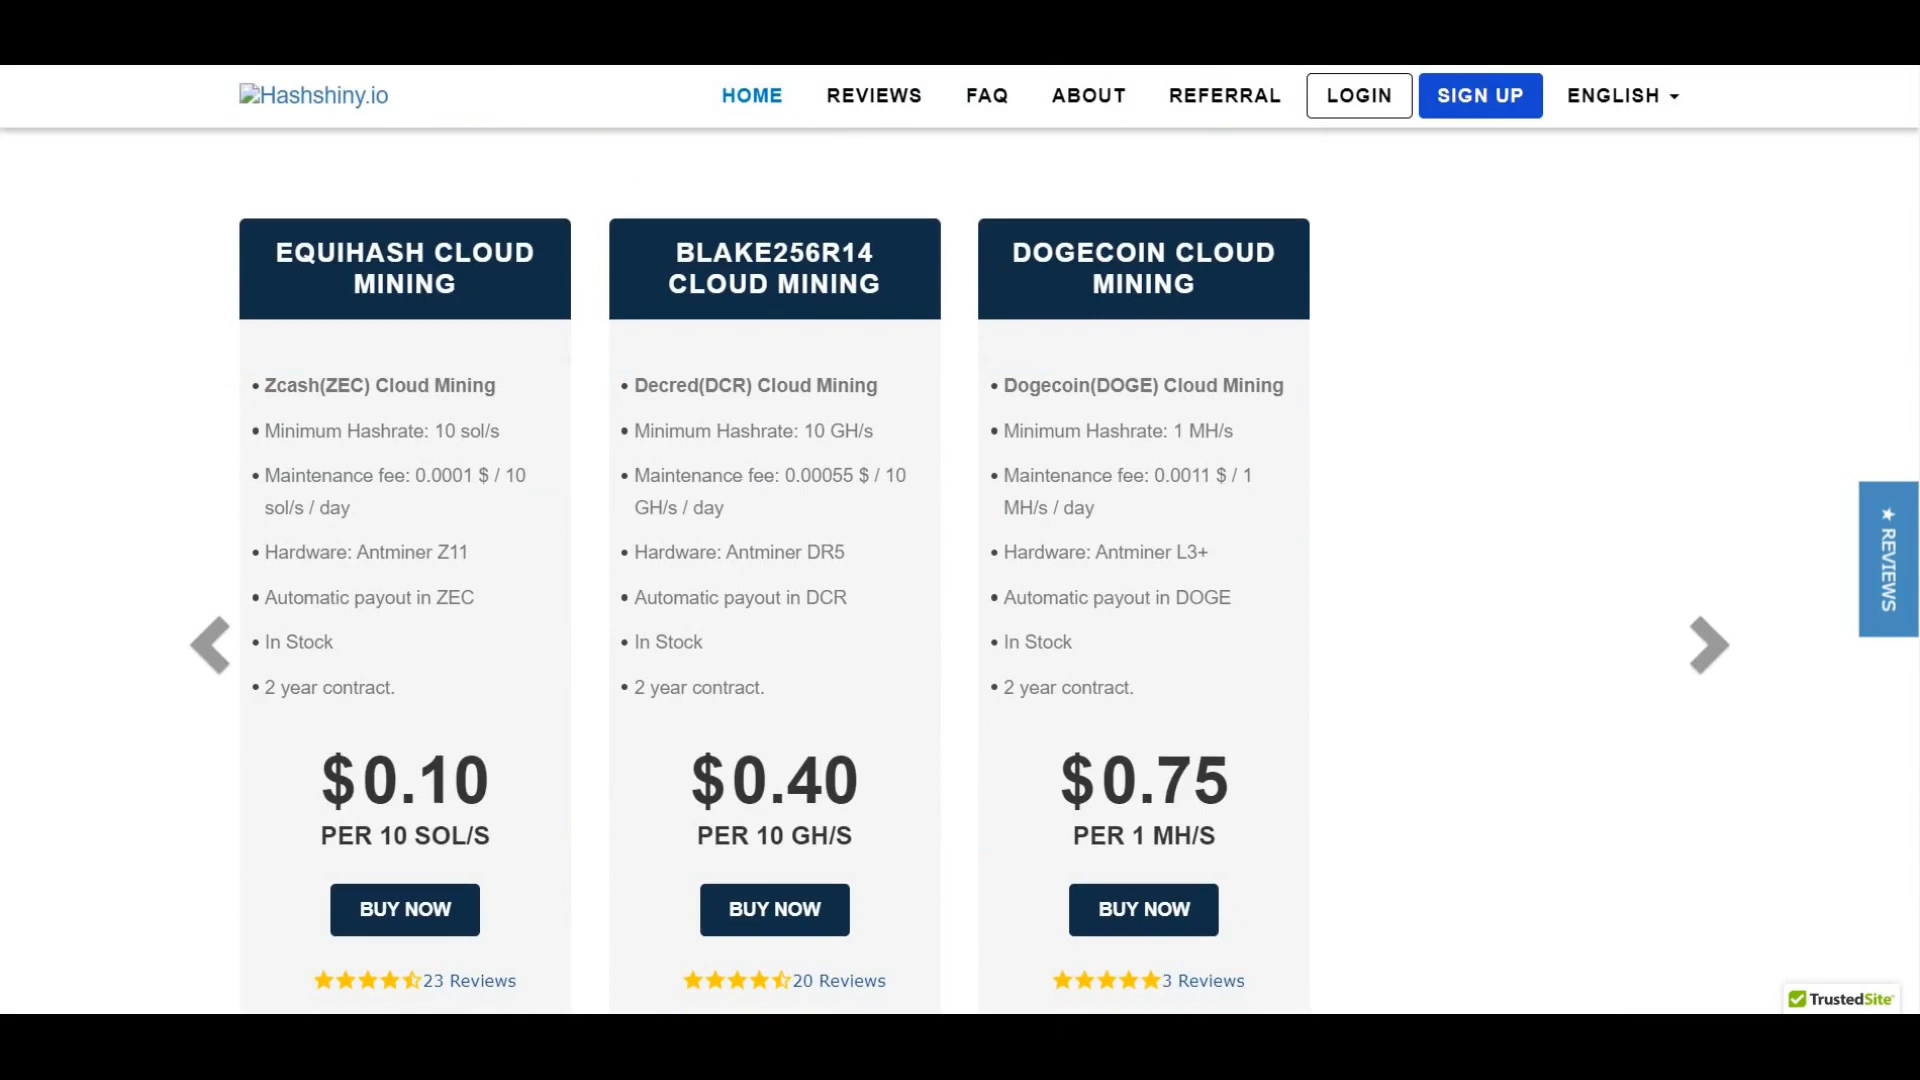 Hashshiny.io
HOME
REVIEWS
FAQ
ABOUT
REFERRAL
LOGIN
SIGN UP
ENGLISH
EQUIHASH CLOUD
MINING
• Zcash(ZEC) Cloud Mining
• Minimum Hashrate: 10 sol/s
• Maintenance fee: 0.0001 $ / 10
sol/s / day
• Hardware: Antminer Z11
• Automatic payout in ZEC
• In Stock
• 2 year contract.
$0.10
PER 10 SOL/S
BUY NOW
23 Reviews
BLAKE256R14
CLOUD MINING
• Decred(DCR) Cloud Mining
• Minimum Hashrate: 10 GH/s
• Maintenance fee: 0.00055 $ / 10
GH/s / day
• Hardware: Antminer DR5
• Automatic payout in DCR
• In Stock
• 2 year contract.
$0.40
PER 10 GH/S
BUY NOW
20 Reviews
DOGECOIN CLOUD
MINING
• Dogecoin(DOGE) Cloud Mining
• Minimum Hashrate: 1 MH/s
• Maintenance fee: 0.0011 $ / 1
MH/s / day
• Hardware: Antminer L3+
• Automatic payout in DOGE
• In Stock
• 2 year contract.
$0.75
PER 1 MH/S
BUY NOW
3 Reviews
★ REVIEWS
TrustedSite